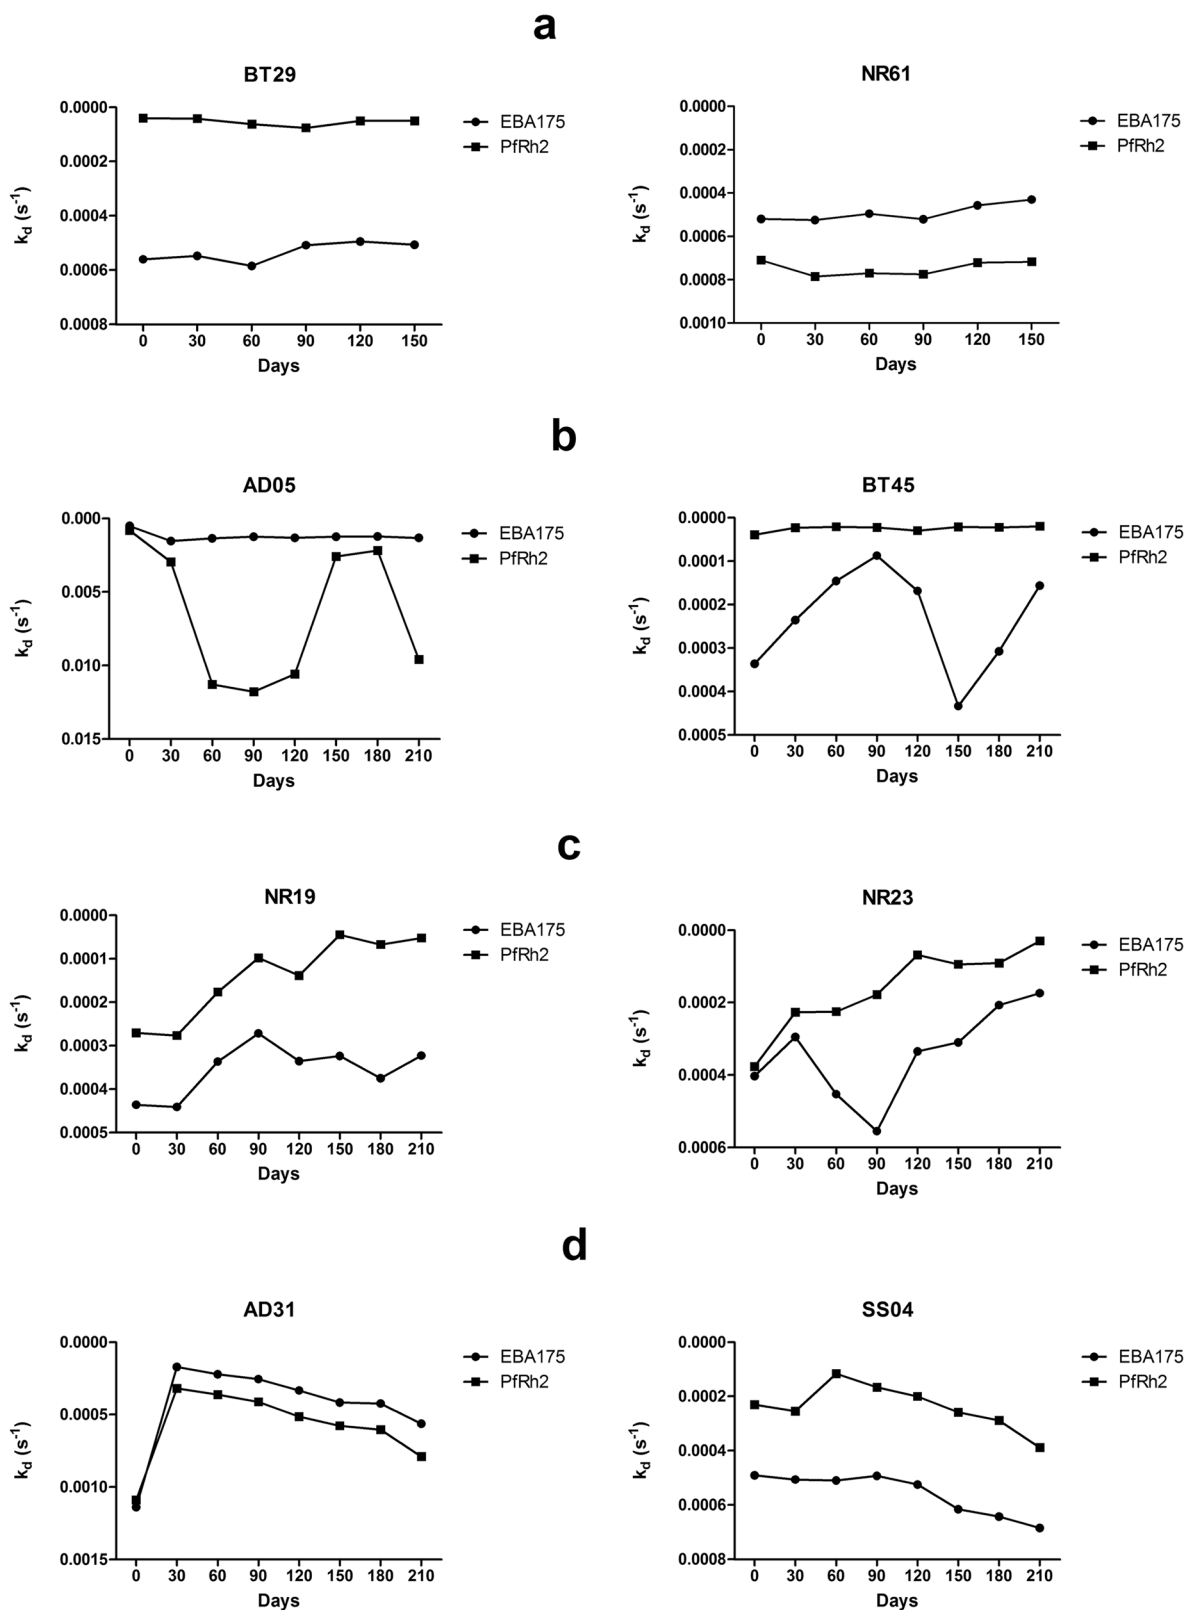 a
BT29
0.0000
0.0002
0.0004
0.0006
0.0008
kd (s-1)
0 30 60 90 120 150
Days
EBA175
PfRh2
NR61
0.0000
0.0002
0.0004
0.0006
0.0008
0.0010
kd (s-1)
0 30 60 90 120 150
Days
EBA175
PfRh2
b
AD05
0.000
0.005
0.010
0.015
kd (s-1)
0 30 60 90 120 150 180 210
Days
EBA175
PfRh2
BT45
0.0000
0.0001
0.0002
0.0003
0.0004
0.0005
kd (s-1)
0 30 60 90 120 150 180 210
Days
EBA175
PfRh2
c
NR19
0.0000
0.0001
0.0002
0.0003
0.0004
0.0005
kd (s-1)
0 30 60 90 120 150 180 210
Days
EBA175
PfRh2
NR23
0.0000
0.0002
0.0004
0.0006
kd (s-1)
0 30 60 90 120 150 180 210
Days
EBA175
PfRh2
d
AD31
0.0000
0.0005
0.0010
0.0015
kd (s-1)
0 30 60 90 120 150 180 210
Days
EBA175
PfRh2
SS04
0.0000
0.0002
0.0004
0.0006
0.0008
kd (s-1)
0 30 60 90 120 150 180 210
Days
EBA175
PfRh2